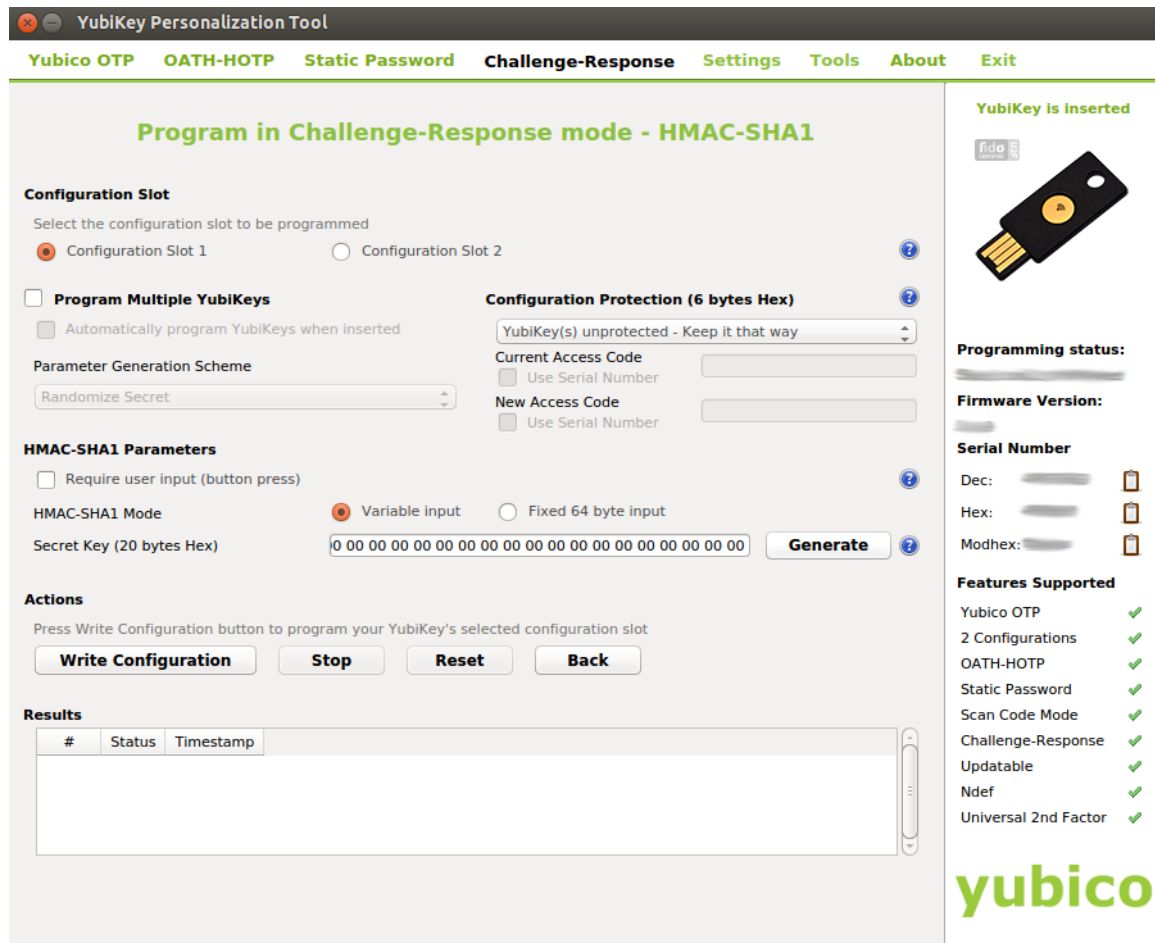 YubiKey Personalization Tool
Yubico OTP OATH-HOTP Static Password Challenge-Response Settings Tools About Exit
Program in Challenge-Response mode - HMAC-SHA1
Configuration Slot
Select the configuration slot to be programmed
Configuration Slot 1 Configuration Slot 2
Program Multiple YubiKeys
Automatically program YubiKeys when inserted
Parameter Generation Scheme
Randomize Secret
Configuration Protection (6 bytes Hex)
YubiKey(s) unprotected - Keep it that way
Current Access Code
Use Serial Number
New Access Code
Use Serial Number
HMAC-SHA1 Parameters
Require user input (button press)
HMAC-SHA1 Mode Variable input Fixed 64 byte input
Secret Key (20 bytes Hex) 00 00 00 00 00 00 00 00 00 00 00 00 00 00 00 00 00 00 00 Generate
Actions
Press Write Configuration button to program your YubiKey's selected configuration slot
Write Configuration Stop Reset Back
Results
# Status Timestamp
YubiKey is inserted
fido
U2F
Programming status:
Firmware Version:
Serial Number
Dec:
Hex:
Modhex:
Features Supported
Yubico OTP
2 Configurations
OATH-HOTP
Static Password
Scan Code Mode
Challenge-Response
Updatable
Ndef
Universal 2nd Factor
yubico